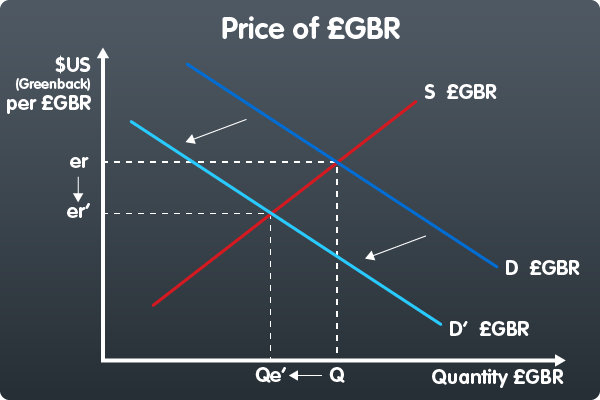 Price of £GBR
$US
(Greenback)
per £GBR
S £GBR
er
er’
D £GBR
D’ £GBR
Qe’
Q
Quantity £GBR